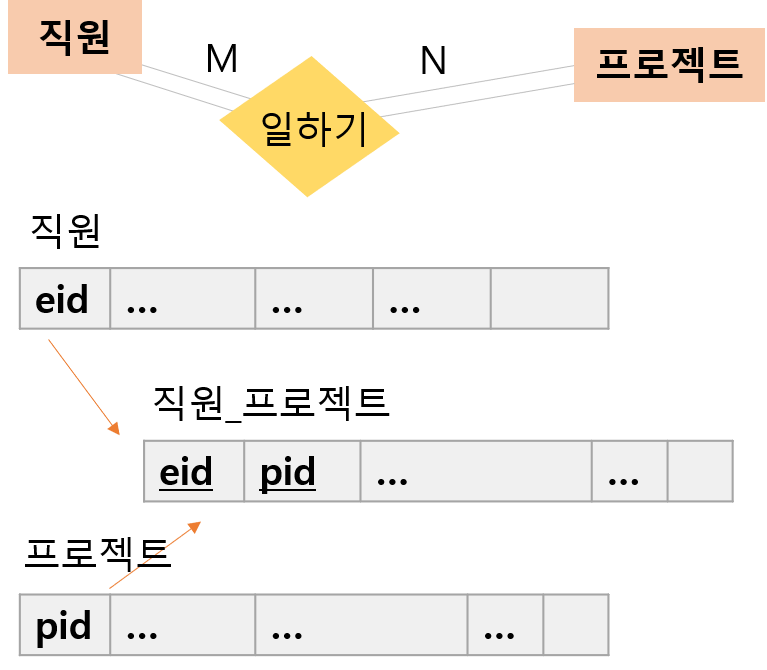 직원
M
N
프로젝트
일하기
직원
eid ... ... ...
직원_프로젝트
eid pid ... ...
프로젝트
pid ... ... ...